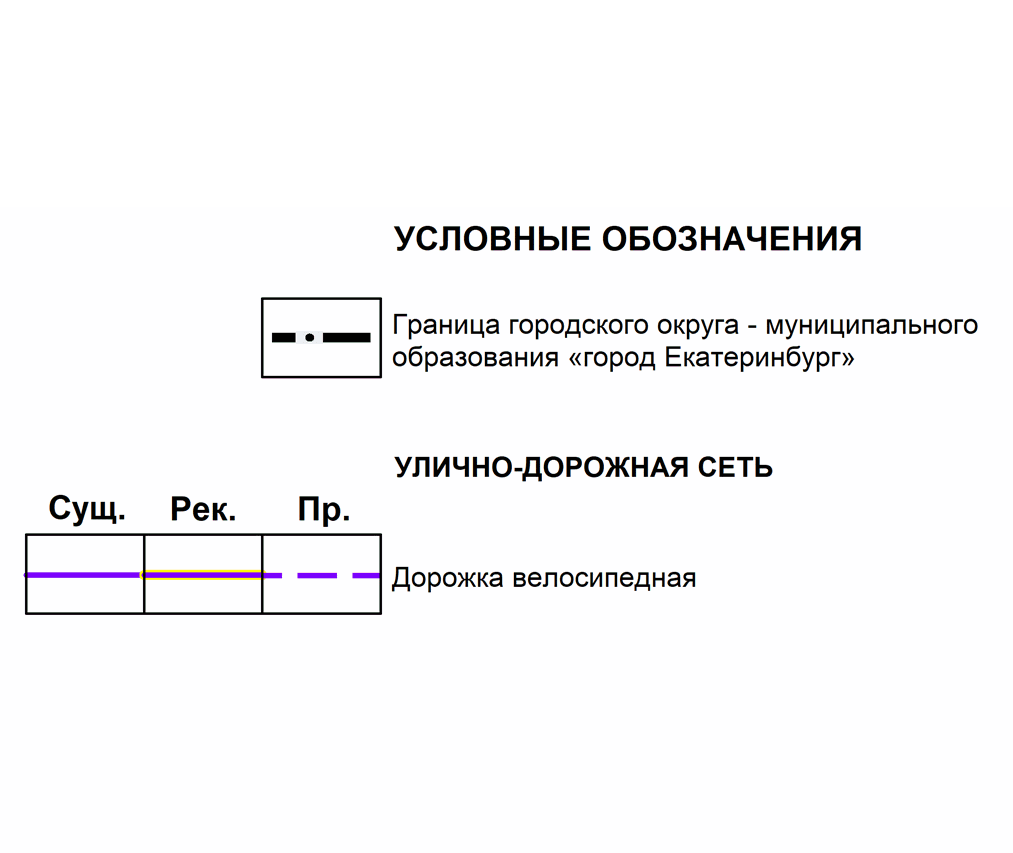 УСЛОВНЫЕ ОБОЗНАЧЕНИЯ
Граница городского округа - муниципального
образования «город Екатеринбург»
УЛИЧНО-ДОРОЖНАЯ СЕТЬ
Сущ. Рек. Пр.
Дорожка велосипедная